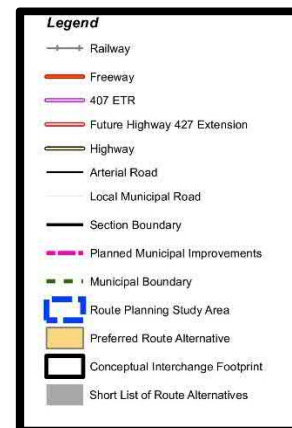 Legend
Railway
Freeway
407 ETR
Future Highway 427 Extension
Highway
Arterial Road
Local Municipal Road
Section Boundary
Planned Municipal Improvements
Municipal Boundary
Route Planning Study Area
Preferred Route Alternative
Conceptual Interchange Footprint
Short List of Route Alternatives